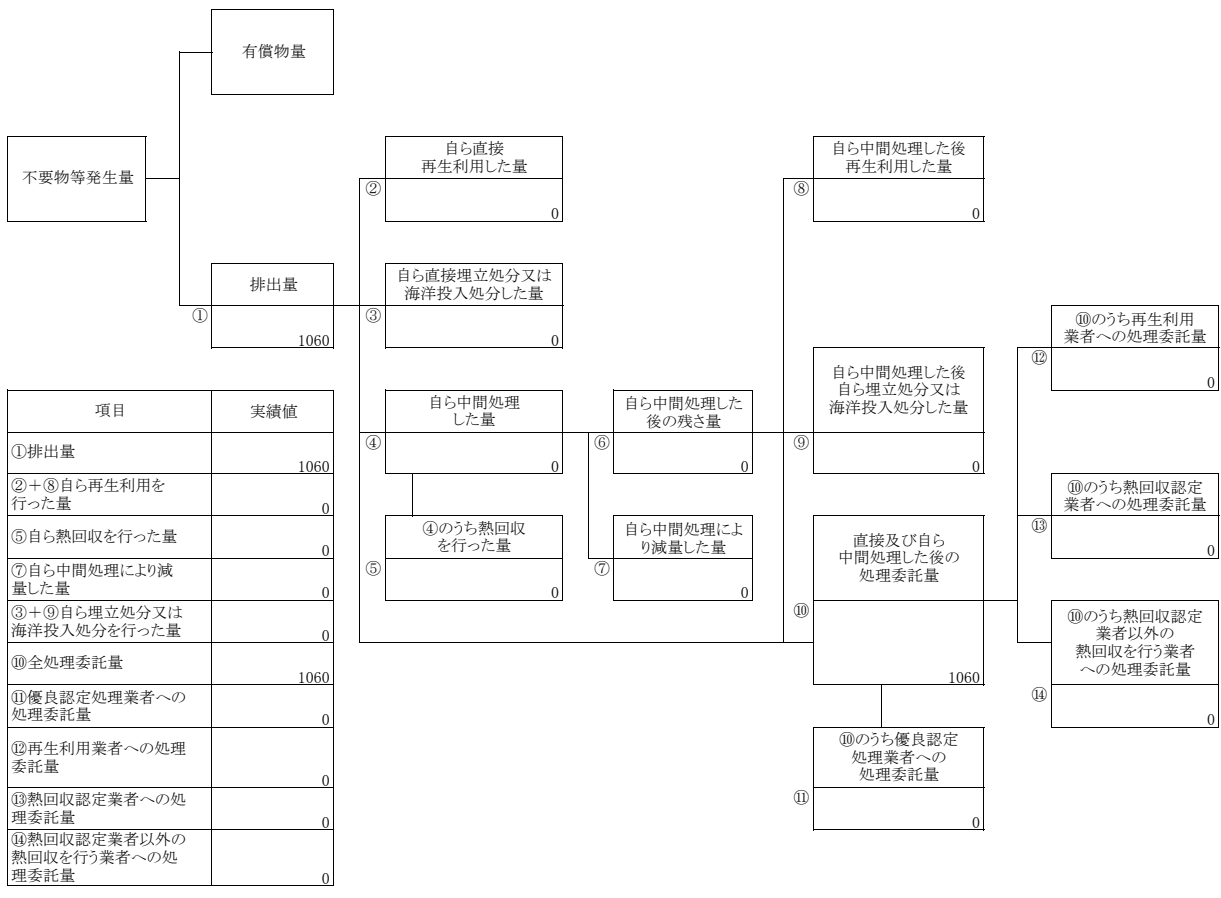 有償物量
不要物等発生量
排出量
①
1060
自ら直接
再生利用した量
②
0
自ら直接埋立処分又は
海洋投入処分した量
③
0
自ら中間処理
した量
④
0
④のうち熱回収
を行った量
⑤
0
自ら中間処理した
後の残さ量
⑥
0
自ら中間処理によ
り減量した量
⑦
0
自ら中間処理した後
再生利用した量
⑧
0
自ら中間処理した後
自ら埋立処分又は
海洋投入処分した量
⑨
0
直接及び自ら
中間処理した後の
処理委託量
⑩
1060
⑩のうち優良認定
処理業者への
処理委託量
⑪
0
⑩のうち再生利用
業者への処理委託量
⑫
0
⑩のうち熱回収認定
業者への処理委託量
⑬
0
⑩のうち熱回収認定
業者以外の
熱回収を行う業者
への処理委託量
⑭
0
項目 実績値
①排出量
1060
②＋⑧自ら再生利用を
行った量
0
⑤自ら熱回収を行った量
0
⑦自ら中間処理により減
量した量
0
③＋⑨自ら埋立処分又は
海洋投入処分を行った量
0
⑩全処理委託量
1060
⑪優良認定処理業者への
処理委託量
0
⑫再生利用業者への処理
委託量
0
⑬熱回収認定業者への処
理委託量
0
⑭熱回収認定業者以外の
熱回収を行う業者への処
理委託量
0